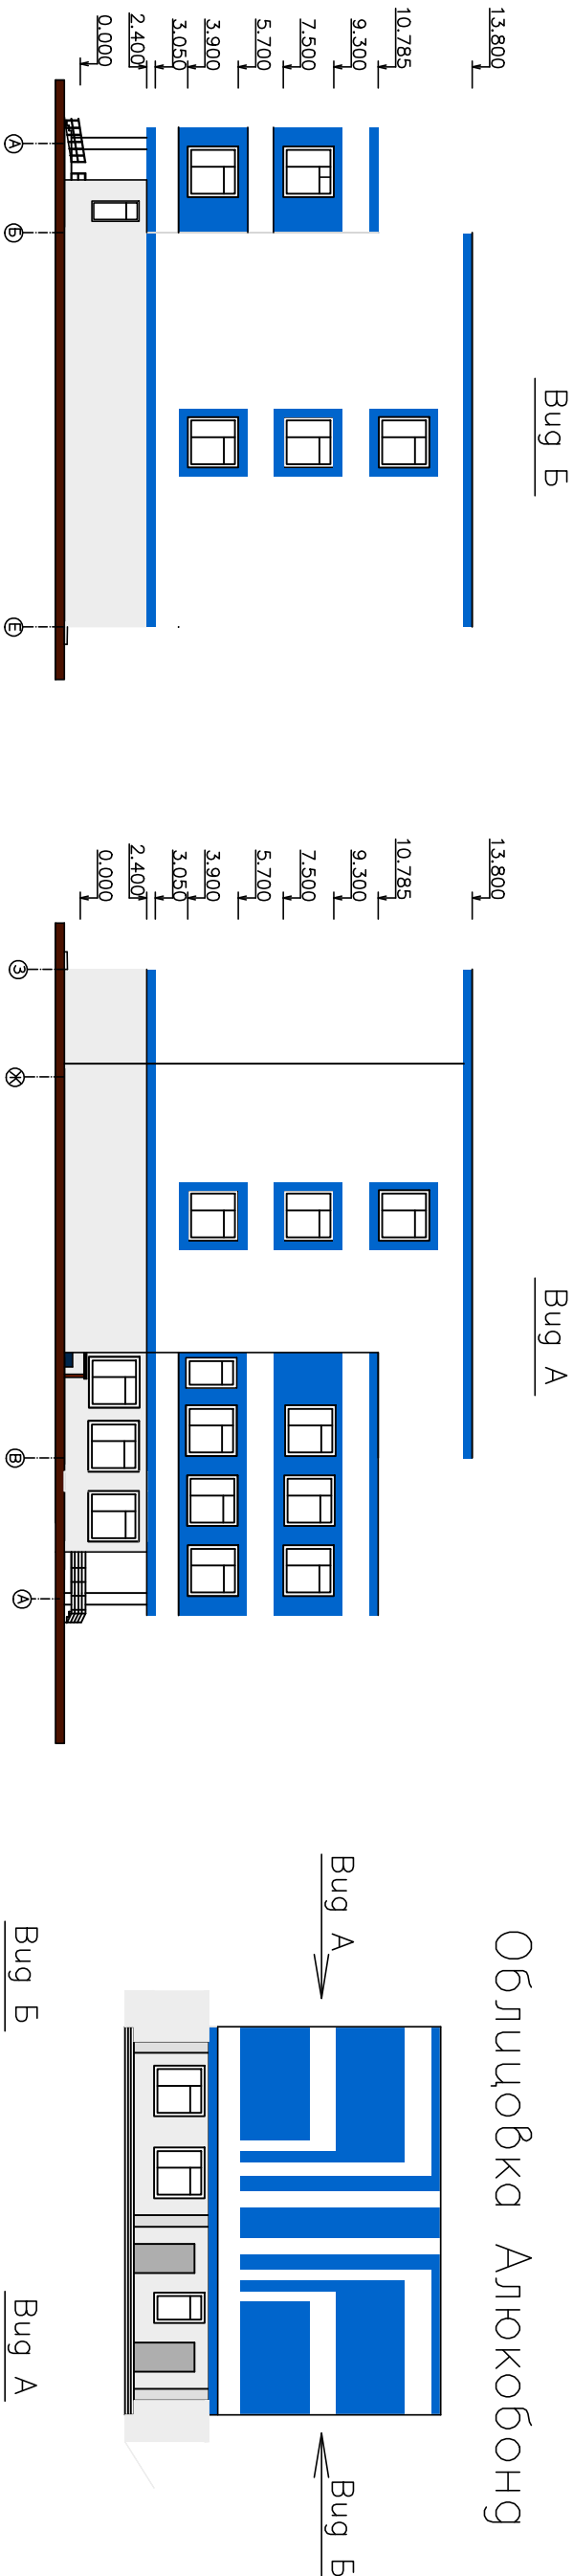 Вид Б
13.800
10.785
9.300
7.500
5.700
3.900
3.050
2.400
0.000
А
Б
Е
Вид А
13.800
10.785
9.300
7.500
5.700
3.900
3.050
2.400
0.000
З
Ж
В
А
Облицовка Алюкобонд
Вид А
Вид Б
Вид Б
Вид А